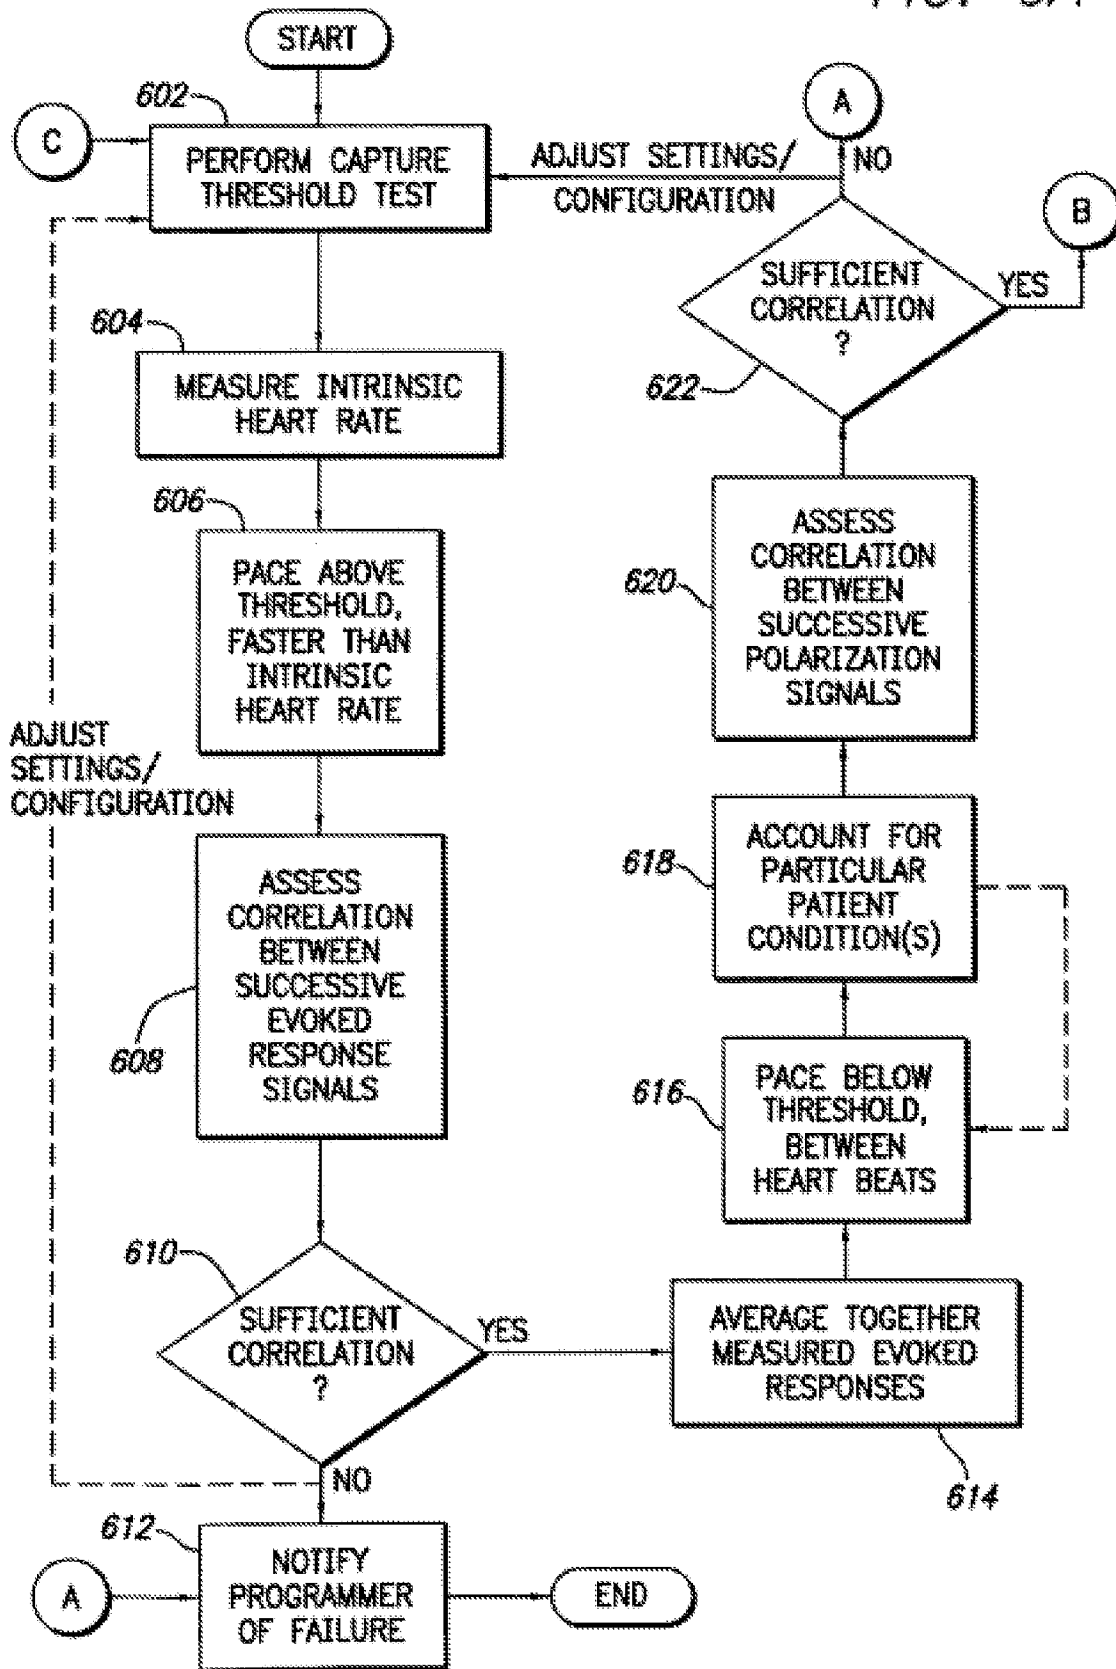 START
602
C
PERFORM CAPTURE
THRESHOLD TEST
ADJUST SETTINGS/
CONFIGURATION
A
NO
B
YES
SUFFICIENT
CORRELATION
?
622
604
MEASURE INTRINSIC
HEART RATE
606
PACE ABOVE
THRESHOLD,
FASTER THAN
INTRINSIC
HEART RATE
620
ASSESS
CORRELATION
BETWEEN
SUCCESSIVE
POLARIZATION
SIGNALS
ADJUST
SETTINGS/
CONFIGURATION
608
ASSESS
CORRELATION
BETWEEN
SUCCESSIVE
EVOKED
RESPONSE
SIGNALS
618
ACCOUNT FOR
PARTICULAR
PATIENT
CONDITION(S)
616
PACE BELOW
THRESHOLD,
BETWEEN
HEART BEATS
610
SUFFICIENT
CORRELATION
?
YES
AVERAGE TOGETHER
MEASURED EVOKED
RESPONSES
614
NO
612
A
NOTIFY
PROGRAMMER
OF FAILURE
END